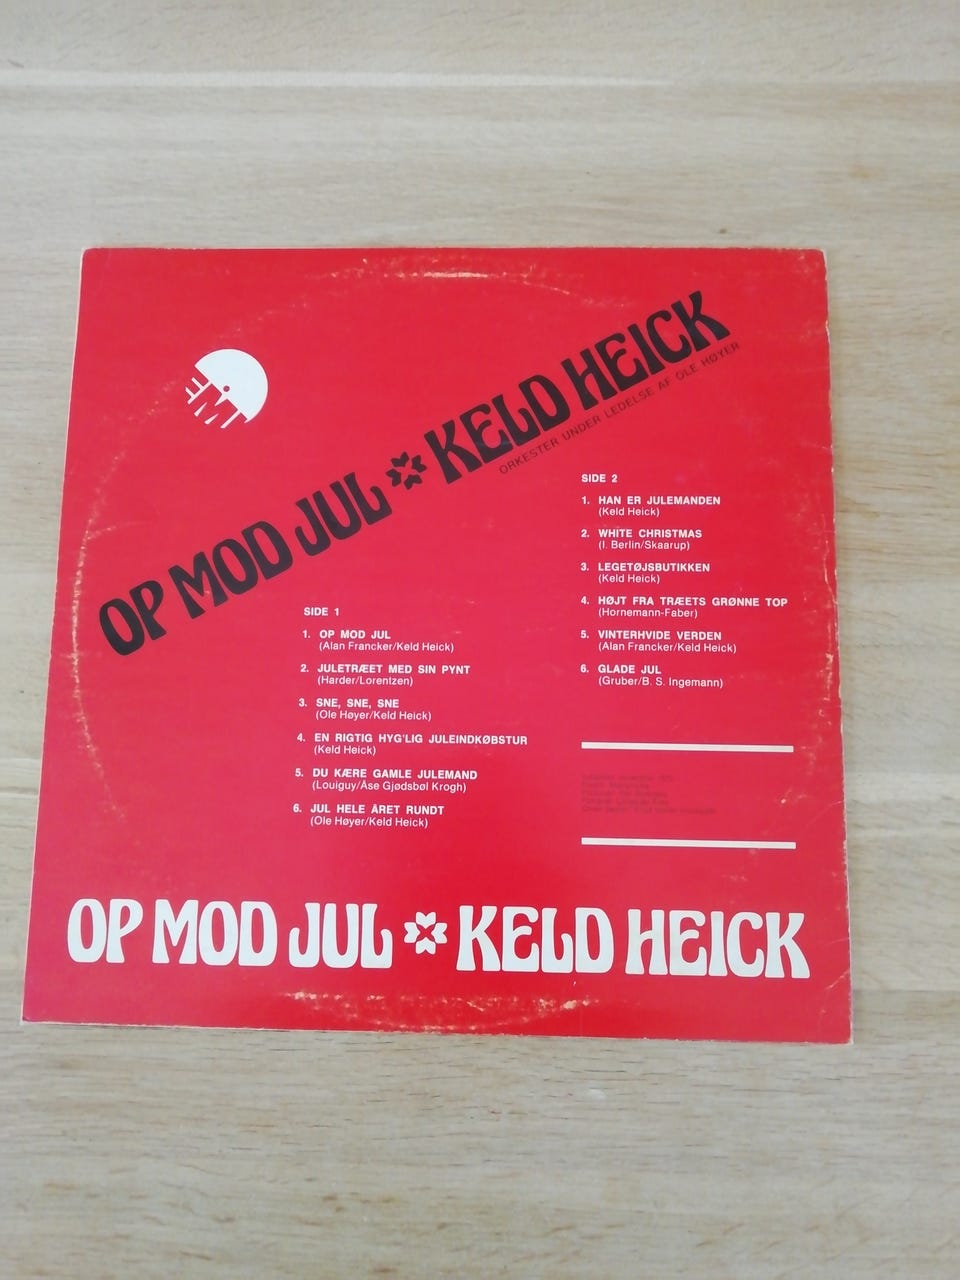 EMI
OP MOD JUL KELD HEICK
ORKESTER UNDER LEDELSE AF OLE HØYER
SIDE 1
1. OP MOD JUL
(Alan Francker/Keld Heick)
2. JULETRÆET MED SIN PYNT
(Harder/Lorentzen)
3. SNE, SNE, SNE
(Ole Høyer/Keld Heick)
4. EN RIGTIG HYG'LIG JULEINDKØBSTUR
(Keld Heick)
5. DU KÆRE GAMLE JULEMAND
(Louiguy/Åse Gjødsbøl Krogh)
6. JUL HELE ÅRET RUNDT
(Ole Høyer/Keld Heick)
SIDE 2
1. HAN ER JULEMANDEN
(Keld Heick)
2. WHITE CHRISTMAS
(I. Berlin/Skaarup)
3. LEGETØJSBUTIKKEN
(Keld Heick)
4. HØJT FRA TRÆETS GRØNNE TOP
(Hornemann-Faber)
5. VINTERHVIDE VERDEN
(Alan Francker/Keld Heick)
6. GLADE JUL
(Gruber/B. S. Ingemann)
OP MOD JUL KELD HEICK